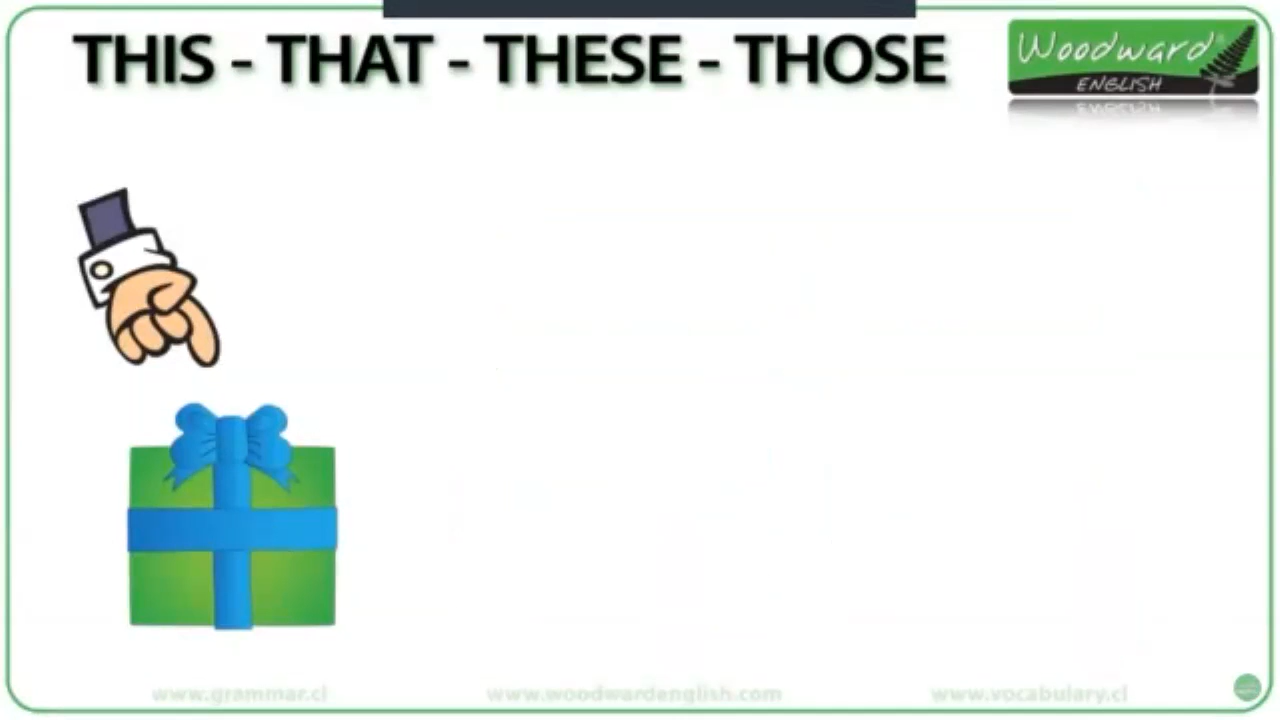 THIS - THAT - THESE - THOSE
Woodward®
ENGLISH
www.grammar.cl
www.woodwardenglish.com
www.vocabulary.cl